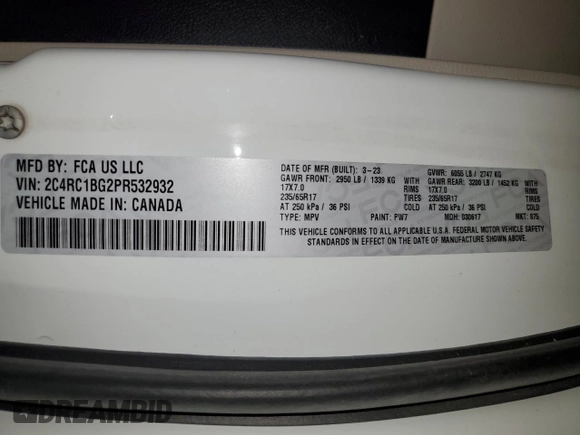 MFD BY: FCA US LLC
VIN: 2C4RC1BG2PR532932
VEHICLE MADE IN: CANADA
DATE OF MFR (BUILT): 3-23 GVWR: 6055 LB / 2747 KG
GAWR FRONT: 2950 LB / 1339 KG WITH GAWR REAR: 3200 LB / 1452 KG WITH
17X7.0 RIMS 17X7.0 RIMS
235/65R17 TIRES 235/65R17 TIRES
AT 250 kPa / 36 PSI COLD AT 250 kPa / 36 PSI COLD
TYPE: MPV PAINT: PW7 MDH: 030617 MKT: 075
THIS VEHICLE CONFORMS TO ALL APPLICABLE U.S.A. FEDERAL MOTOR VEHICLE SAFETY
STANDARDS IN EFFECT ON THE DATE OF MANUFACTURE SHOWN ABOVE.
DREAMBID